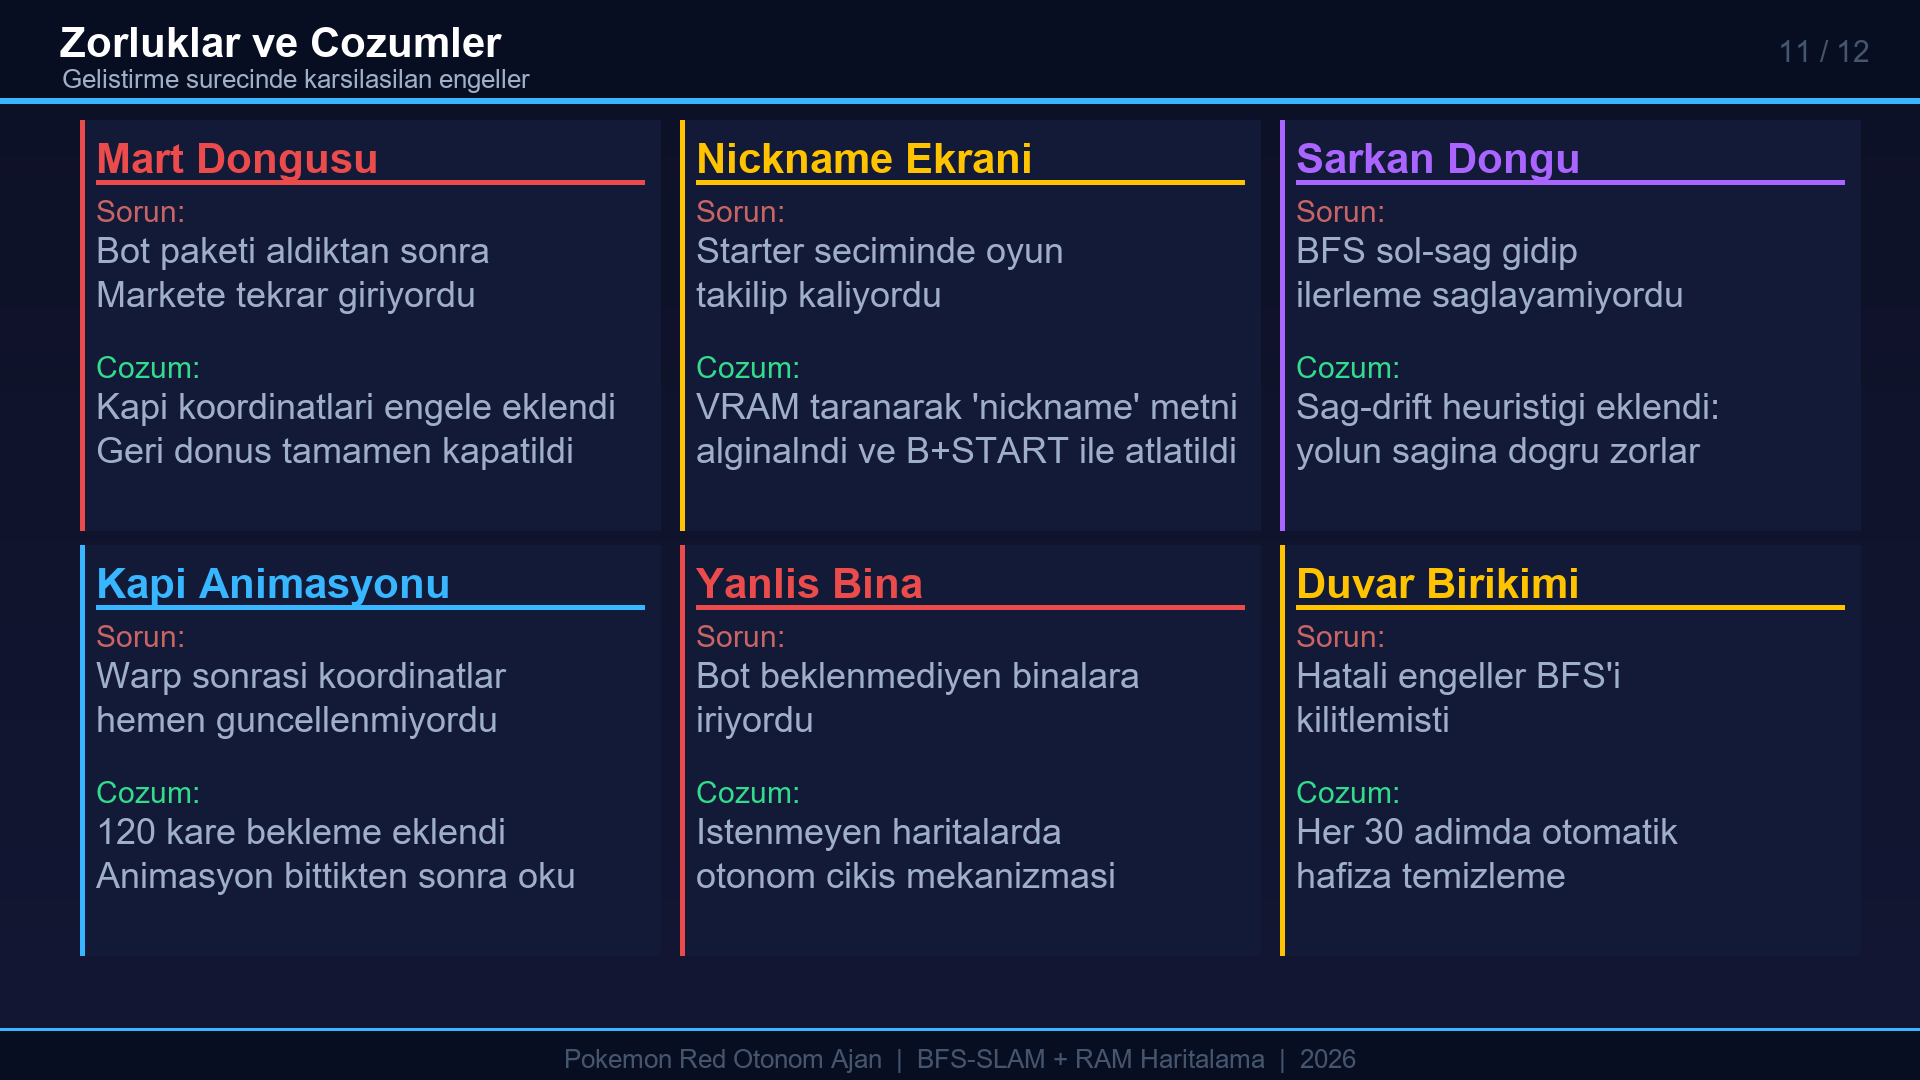 Zorluklar ve Cozumler
Gelistirme surecinde karsilasilan engeller
11 / 12
Mart Dongusu
Sorun:
Bot paketi aldiktan sonra
Markete tekrar giriyordu
Cozum:
Kapi koordinatlari engele eklendi
Geri donus tamamen kapatildi
Nickname Ekrani
Sorun:
Starter seciminde oyun
takilip kaliyordu
Cozum:
VRAM taranarak 'nickname' metni
alginalndi ve B+START ile atlatildi
Sarkan Dongu
Sorun:
BFS sol-sag gidip
ilerleme saglayamiyordu
Cozum:
Sag-drift heuristigi eklendi:
yolun sagina dogru zorlar
Kapi Animasyonu
Sorun:
Warp sonrasi koordinatlar
hemen guncellenmiyordu
Cozum:
120 kare bekleme eklendi
Animasyon bittikten sonra oku
Yanlis Bina
Sorun:
Bot beklenmediyen binalara
iriyordu
Cozum:
Istenmeyen haritalarda
otonom cikis mekanizmasi
Duvar Birikimi
Sorun:
Hatali engeller BFS'i
kilitlemisti
Cozum:
Her 30 adimda otomatik
hafiza temizleme
Pokemon Red Otonom Ajan | BFS-SLAM + RAM Haritalama | 2026